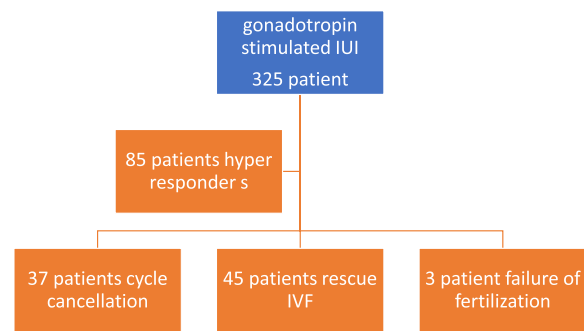 gonadotropin
stimulated IUI
325 patient
85 patients hyper
responder s
37 patients cycle
cancellation
45 patients rescue
IVF
3 patient failure of
fertilization